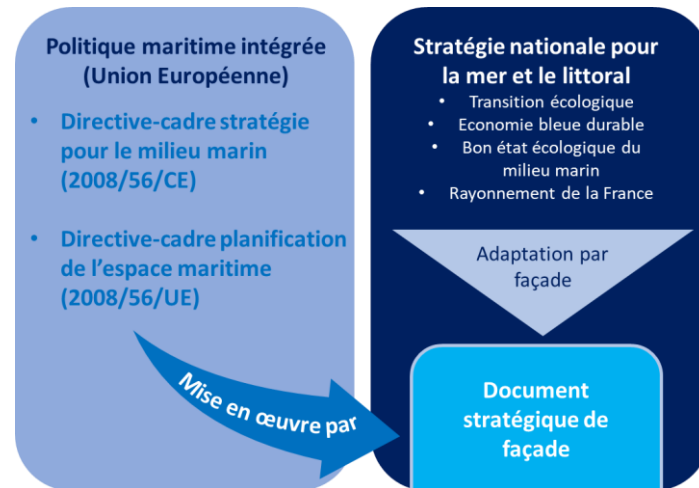 Politique maritime intégrée
(Union Européenne)
• Directive-cadre stratégie
pour le milieu marin
(2008/56/CE)
• Directive-cadre planification
de l'espace maritime
(2008/56/UE)
Mise en œuvre par
Stratégie nationale pour
la mer et le littoral
• Transition écologique
• Economie bleue durable
• Bon état écologique du
milieu marin
• Rayonnement de la France
Adaptation par
façade
Document
stratégique de
façade